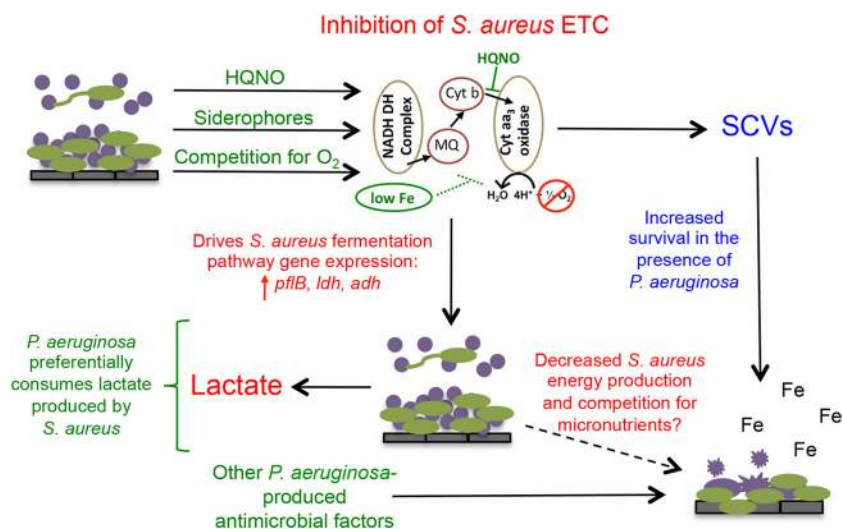 Inhibition of S. aureus ETC
HQNO
Siderophores
Competition for O2
NADH DH
Complex
MQ
Cyt b
HQNO
Cyt aa3
oxidase
low Fe
H2O 4H+ ½ O2
SCVs
Drives S. aureus fermentation
pathway gene expression:
↑ pflB, ldh, adh
Increased
survival in the
presence of
P. aeruginosa
P. aeruginosa
preferentially
consumes lactate
produced by
S. aureus
Lactate
Decreased S. aureus
energy production
and competition for
micronutrients?
Fe
Fe
Fe
Fe
Other P. aeruginosa-
produced
antimicrobial factors